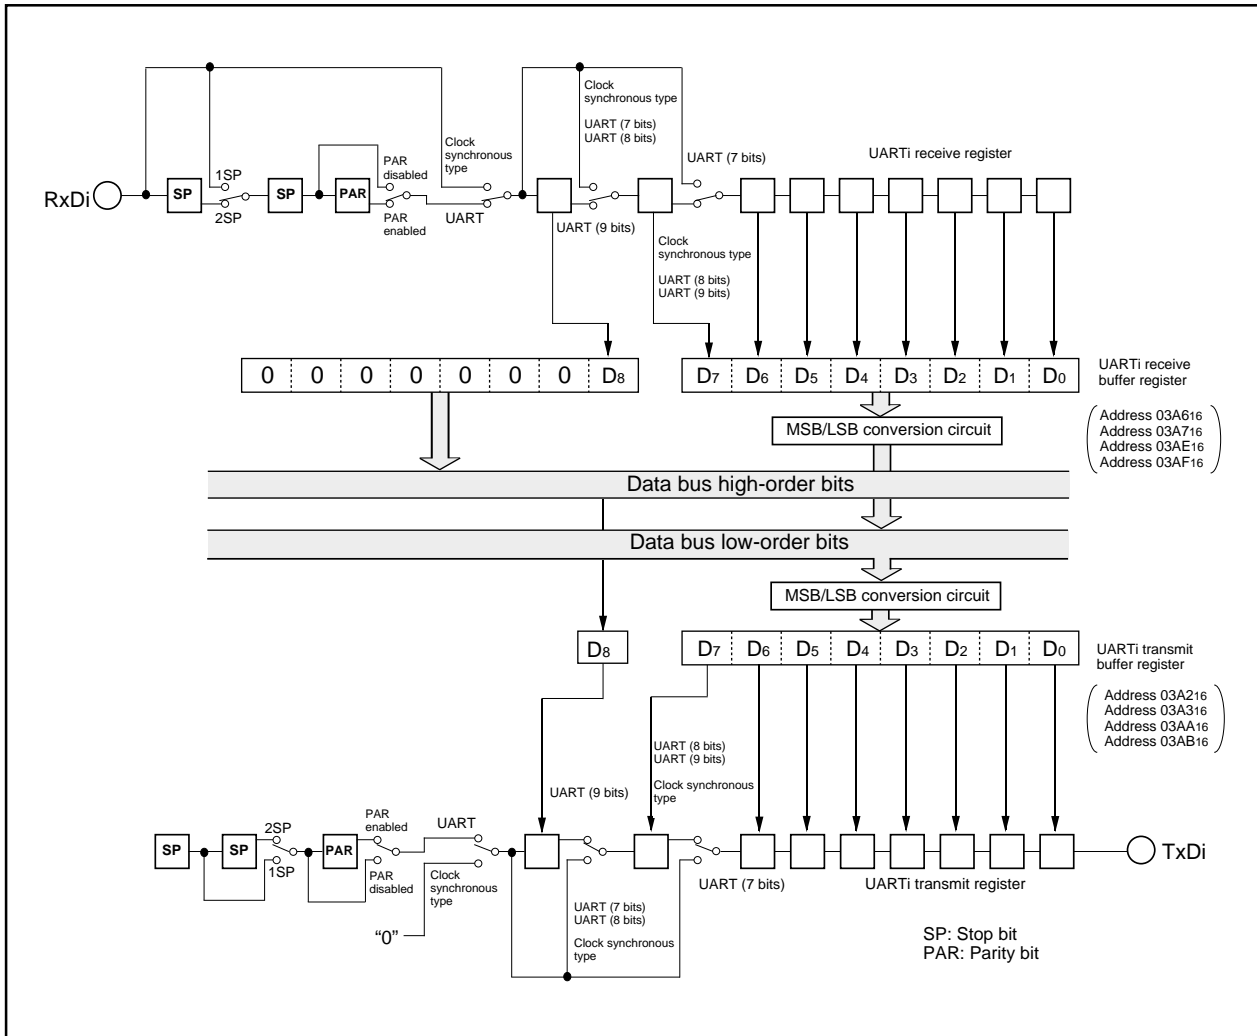 Clock
synchronous type
UART (7 bits)
UART (8 bits)
Clock
synchronous
type
PAR
disabled
UART (7 bits)
UARTi receive register
1SP
RxDi
SP
SP
PAR
2SP
PAR
enabled
UART
UART (9 bits)
Clock
synchronous type
UART (8 bits)
UART (9 bits)
0 0 0 0 0 0 0 D8
D7 D6 D5 D4 D3 D2 D1 D0
UARTi receive
buffer register
MSB/LSB conversion circuit
Address 03A616
Address 03A716
Address 03AE16
Address 03AF16
Data bus high-order bits
Data bus low-order bits
MSB/LSB conversion circuit
D8
D7 D6 D5 D4 D3 D2 D1 D0
UARTi transmit
buffer register
Address 03A216
Address 03A316
Address 03AA16
Address 03AB16
UART (8 bits)
UART (9 bits)
Clock synchronous
type
UART (9 bits)
PAR
enabled
2SP
UART
SP
SP
PAR
TxDi
1SP
PAR
disabled
Clock
synchronous
type
UART (7 bits)
UARTi transmit register
UART (7 bits)
UART (8 bits)
Clock synchronous
type
“0”
SP: Stop bit
PAR: Parity bit